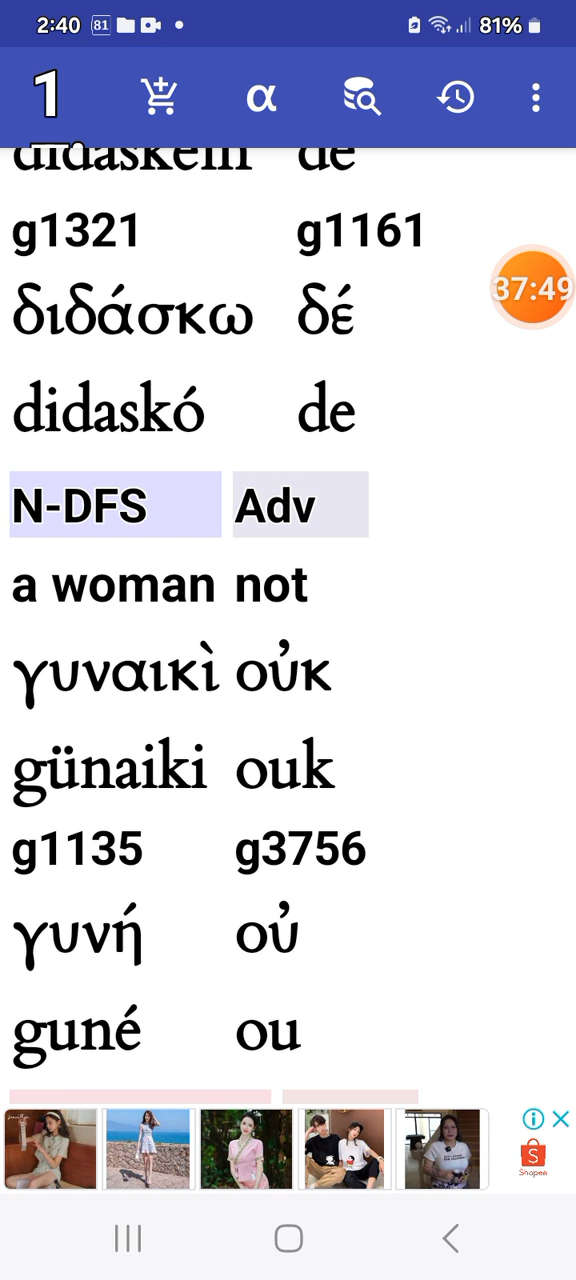 2:40 81 81%
1 α
didaskein de
g1321 g1161
37:49
διδάσκω δέ
didaskó de
N-DFS Adv
a woman not
γυναικὶ οὐκ
günaiki ouk
g1135 g3756
γυνή οὐ
guné ou
Shopee